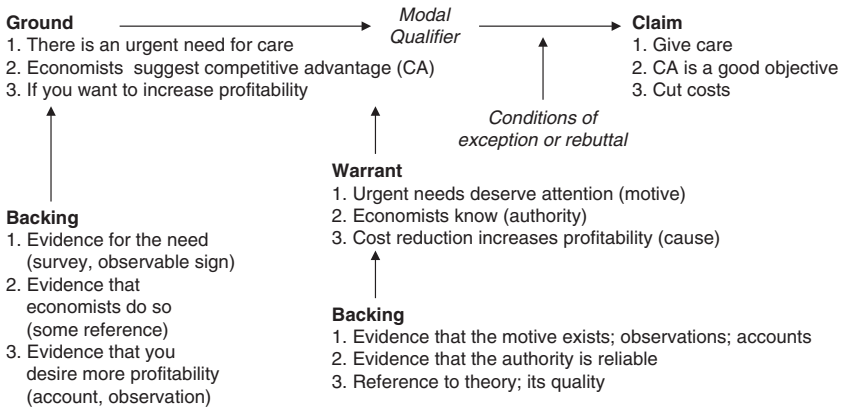 Ground
1. There is an urgent need for care
2. Economists suggest competitive advantage (CA)
3. If you want to increase profitability
Modal
Qualifier
Claim
1. Give care
2. CA is a good objective
3. Cut costs
Conditions of
exception or rebuttal
Warrant
1. Urgent needs deserve attention (motive)
2. Economists know (authority)
3. Cost reduction increases profitability (cause)
Backing
1. Evidence for the need
(survey, observable sign)
2. Evidence that
economists do so
(some reference)
3. Evidence that you
desire more profitability
(account, observation)
Backing
1. Evidence that the motive exists; observations; accounts
2. Evidence that the authority is reliable
3. Reference to theory; its quality